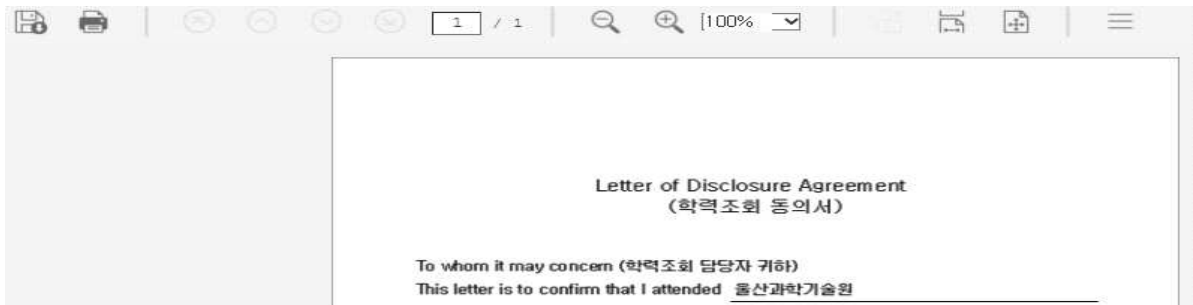 1 / 1 100%
Letter of Disclosure Agreement
(학력조회 동의서)
To whom it may concern (학력조회 담당자 귀하)
This letter is to confirm that I attended 울산과학기술원